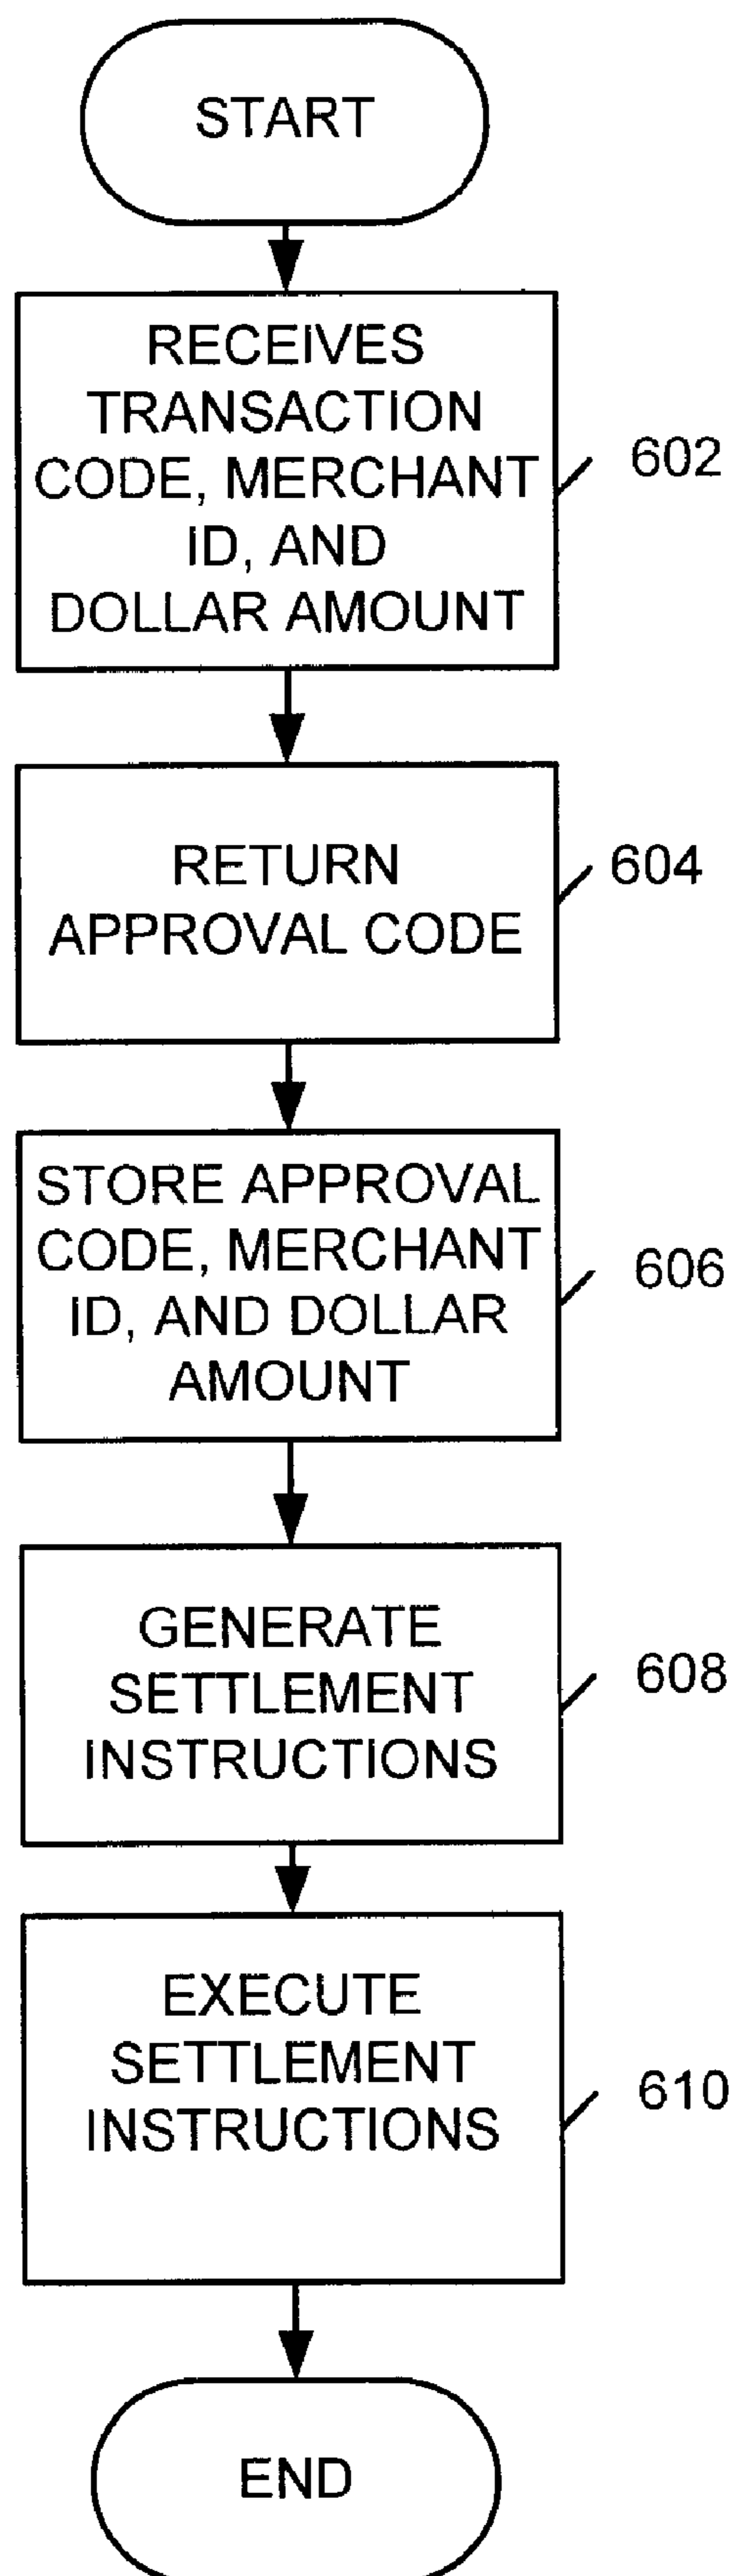 START
RECEIVES
TRANSACTION
CODE, MERCHANT
ID, AND
DOLLAR AMOUNT
602
RETURN
APPROVAL CODE
604
STORE APPROVAL
CODE, MERCHANT
ID, AND DOLLAR
AMOUNT
606
GENERATE
SETTLEMENT
INSTRUCTIONS
608
EXECUTE
SETTLEMENT
INSTRUCTIONS
610
END